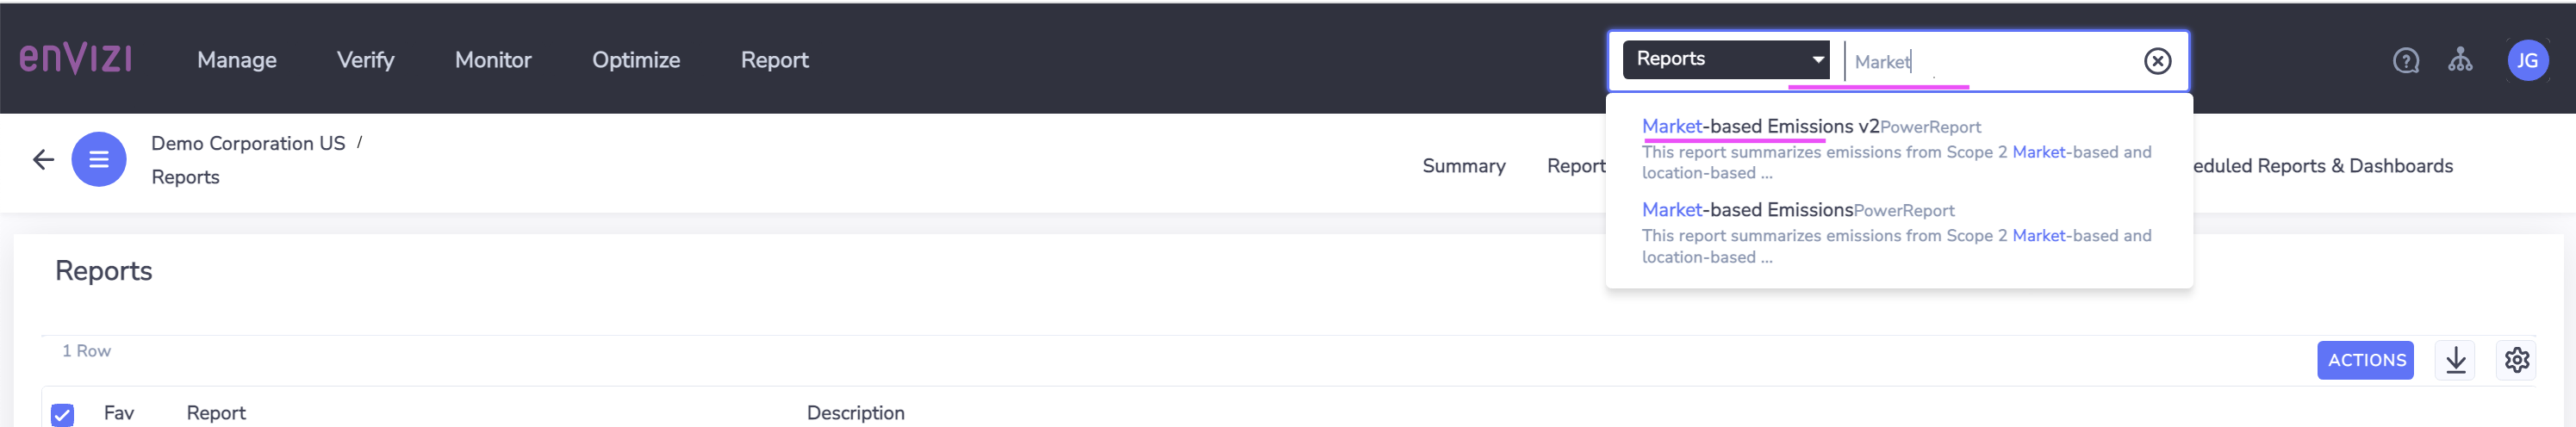 enVizi
Manage
Verify
Monitor
Optimize
Report
Reports
Market
JG
Market-based Emissions v2PowerReport
This report summarizes emissions from Scope 2 Market-based and
location-based ...
Market-based EmissionsPowerReport
This report summarizes emissions from Scope 2 Market-based and
location-based ...
Demo Corporation US /
Reports
Summary
Report
eduled Reports & Dashboards
Reports
1 Row
ACTIONS
Fav
Report
Description